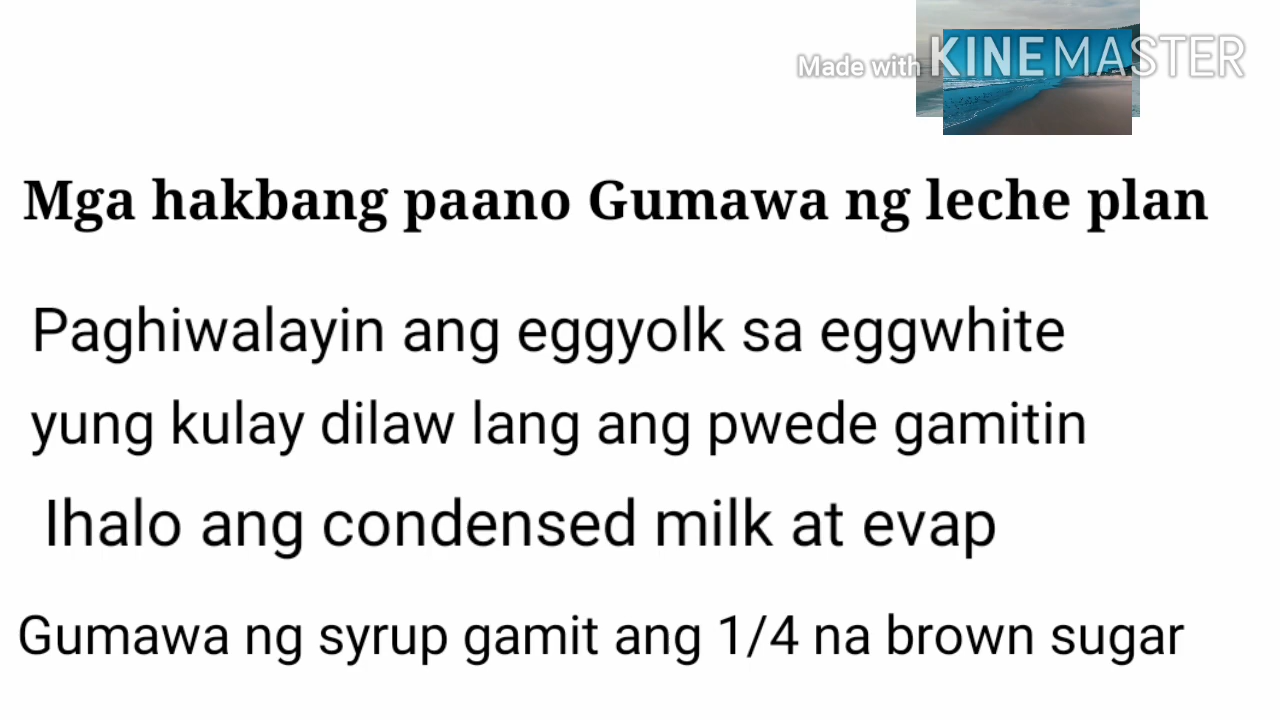 Made with KINEMASTER
Mga hakbang paano Gumawa ng leche plan
Paghiwalayin ang eggyolk sa eggwhite
yung kulay dilaw lang ang pwede gamitin
Ihalo ang condensed milk at evap
Gumawa ng syrup gamit ang 1/4 na brown sugar